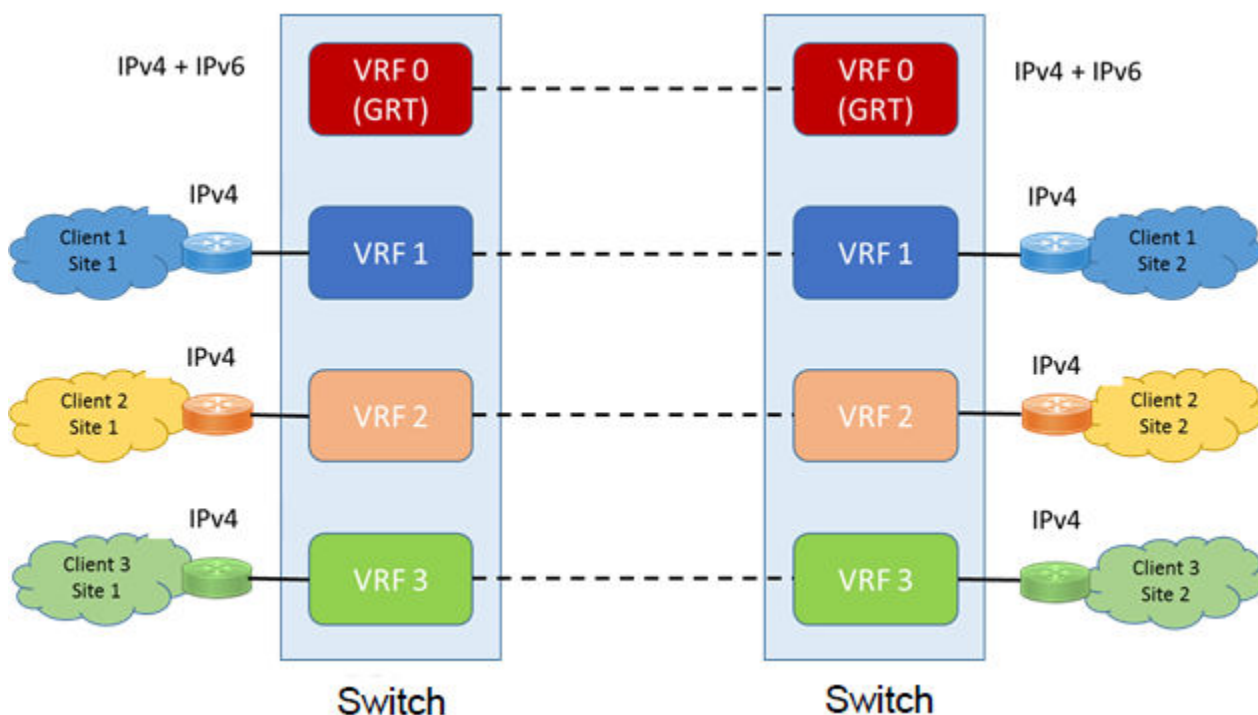 IPv4 + IPv6
VRF 0
(GRT)
VRF 0
(GRT)
IPv4 + IPv6
IPv4
Client 1
Site 1
VRF 1
VRF 1
IPv4
Client 1
Site 2
IPv4
Client 2
Site 1
VRF 2
VRF 2
IPv4
Client 2
Site 2
IPv4
Client 3
Site 1
VRF 3
VRF 3
IPv4
Client 3
Site 2
Switch
Switch